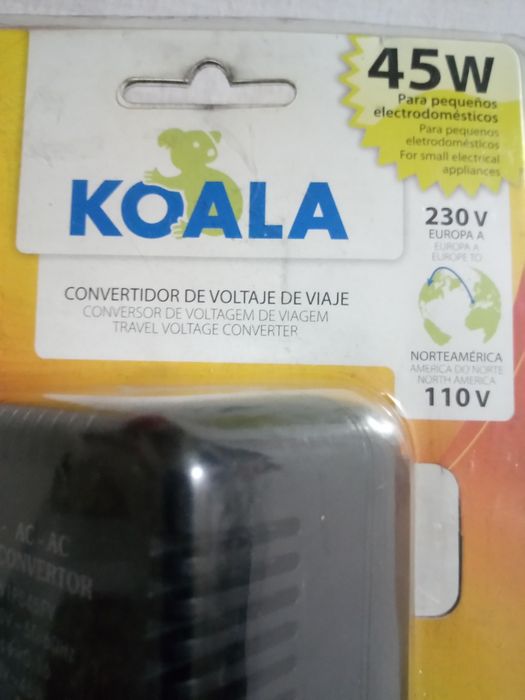 45W
Para pequeños
electrodomésticos
Para pequenos
eletrodomésticos
For small electrical
appliances
KOALA
230 V
EUROPA A
EUROPA A
EUROPE TO
CONVERTIDOR DE VOLTAJE DE VIAJE
CONVERSOR DE VOLTAGEM DE VIAGEM
TRAVEL VOLTAGE CONVERTER
NORTEAMÉRICA
AMERICA DO NORTE
NORTH AMERICA
110 V
AC - AC
CONVERTOR